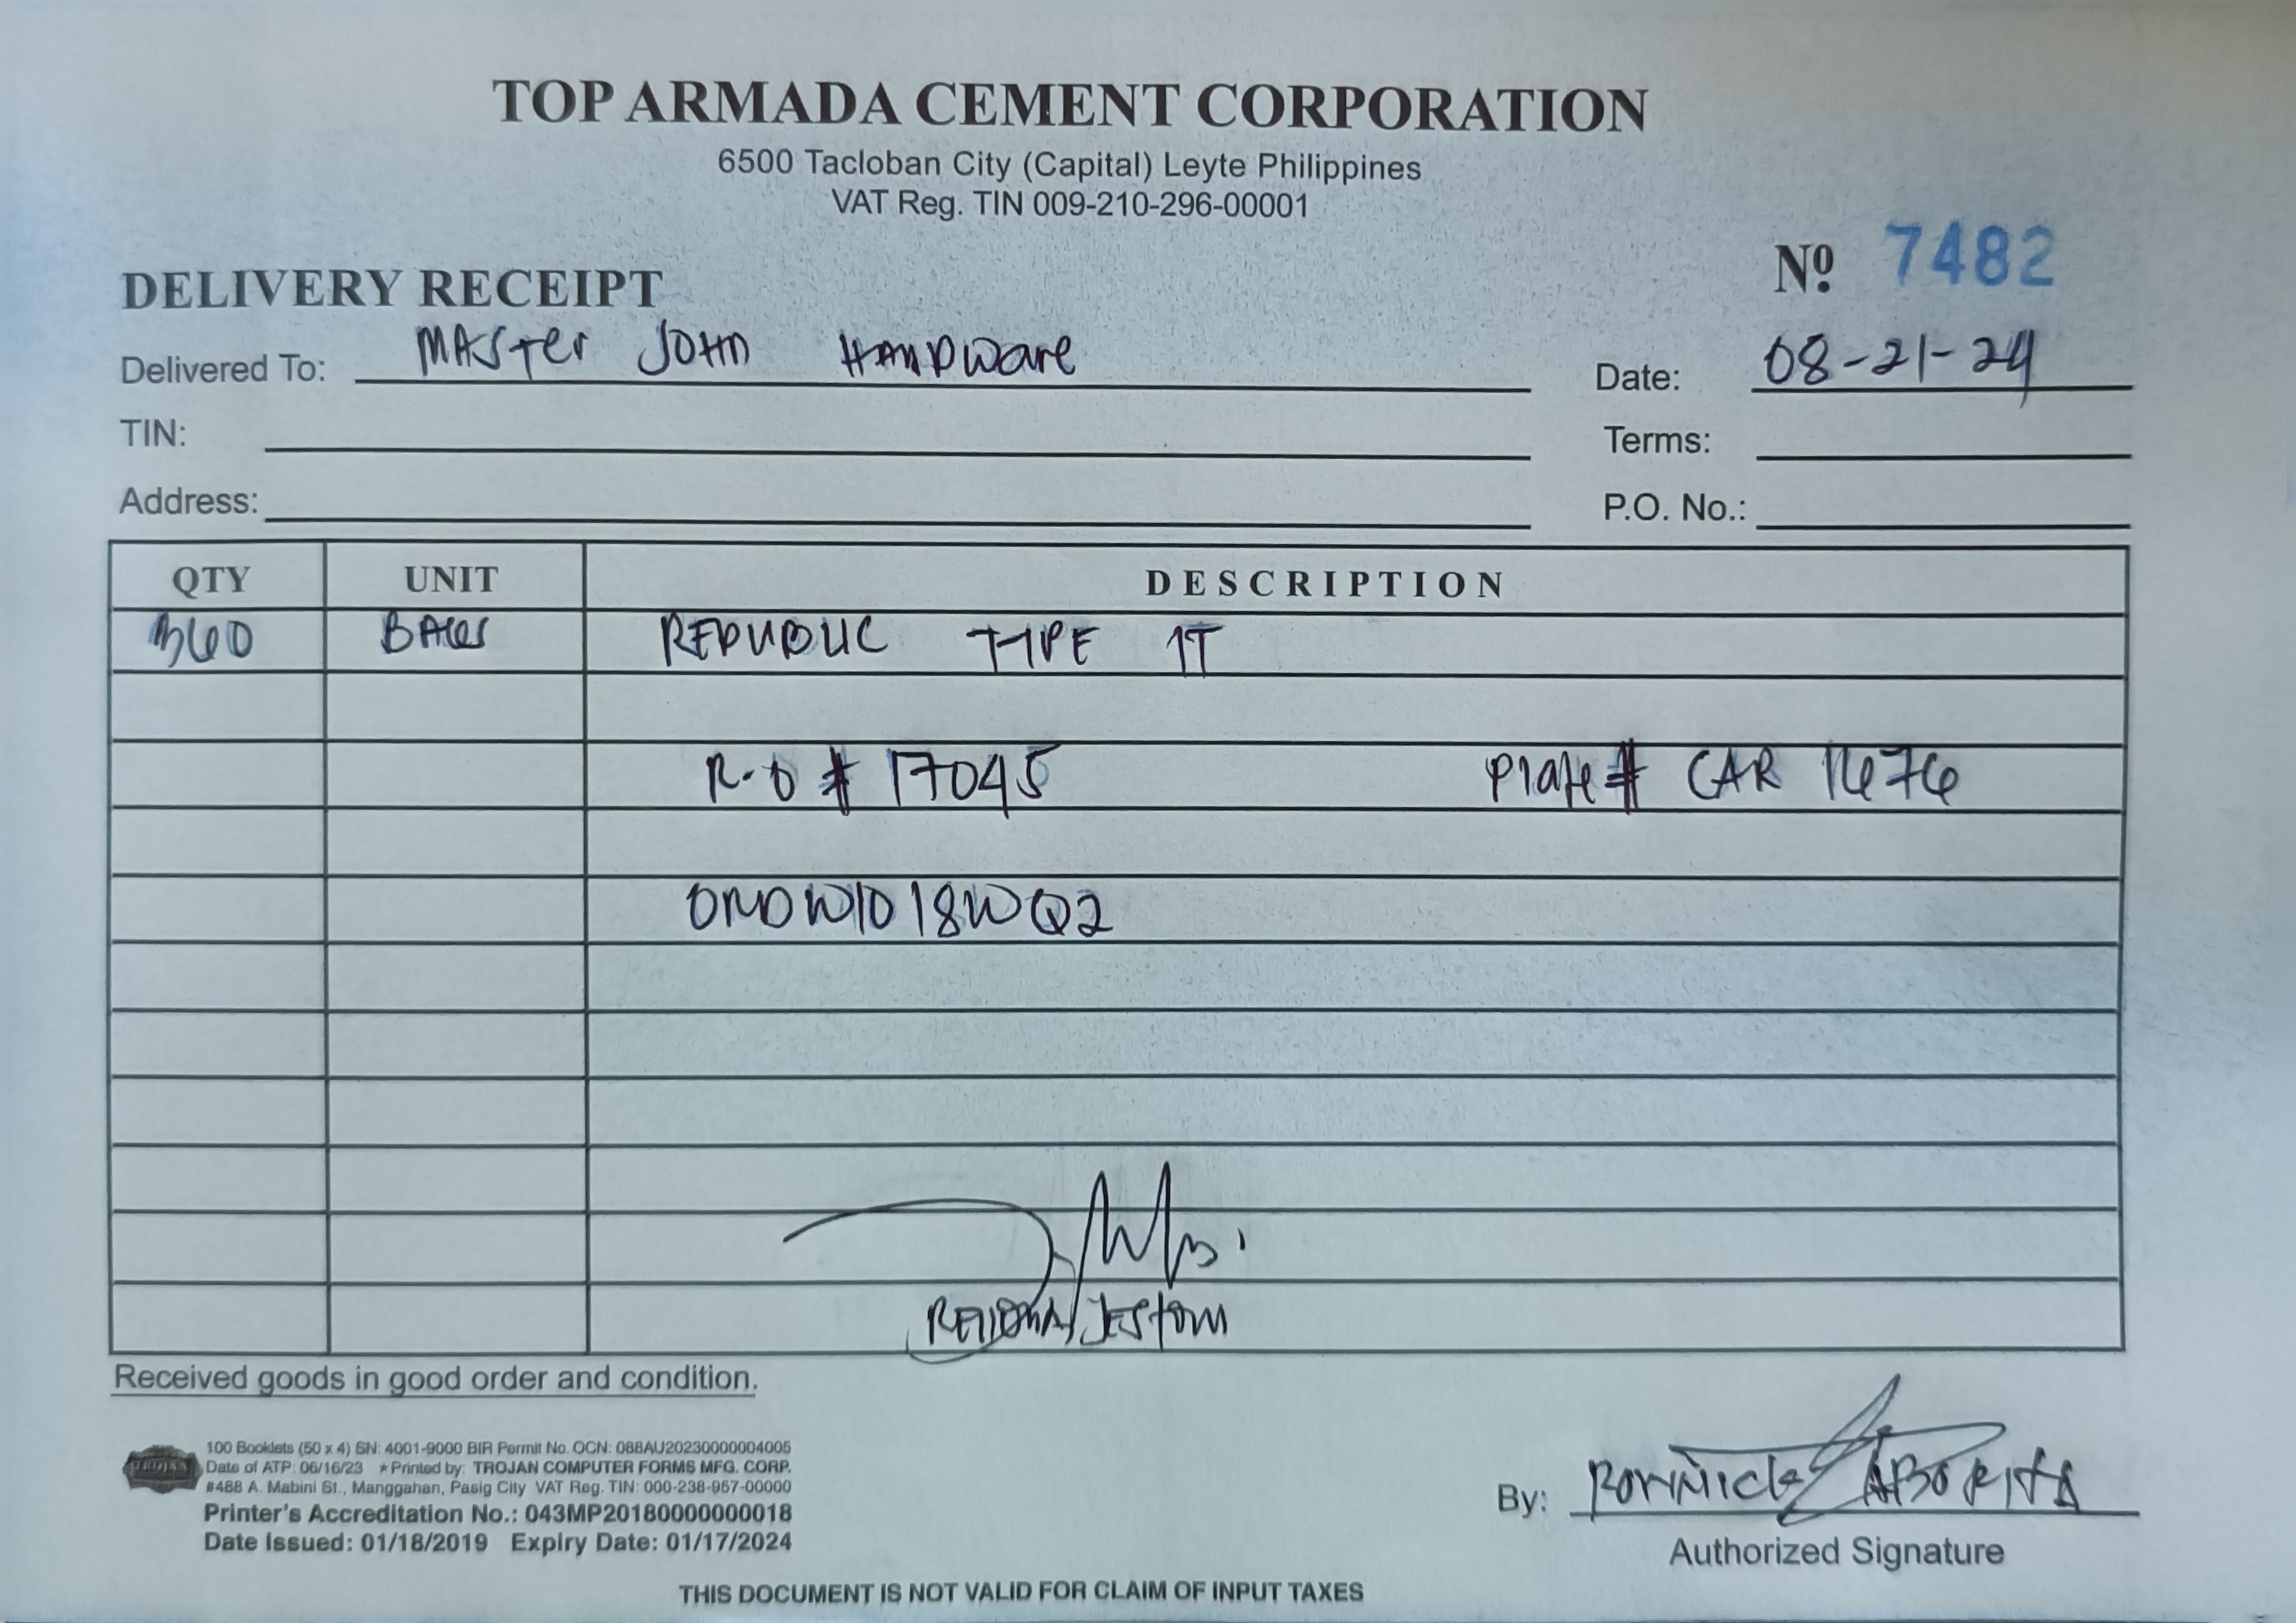 TOP ARMADA CEMENT CORPORATION
6500 Tacloban City (Capital) Leyte Philippines
VAT Reg. TIN 009-210-296-00001
DELIVERY RECEIPT Nº 7482
Delivered To: MASTer JOHN HARDWare Date: 08-21-24
TIN: Terms:
Address: P.O. No.:
QTY UNIT DESCRIPTION
360 BAGS REPUBLIC TYPE 1T
R.O # 17045 Plate# CAR 1676
Received goods in good order and condition.
TROJAN
100 Booklets (50 x 4) SN: 4001-9000 BIR Permit No. OCN: 088AU20230000004005
Date of ATP: 06/16/23 ★Printed by: TROJAN COMPUTER FORMS MFG. CORP.
#488 A. Mabini St., Manggahan, Pasig City VAT Reg. TIN: 000-238-957-00000
Printer's Accreditation No.: 043MP20180000000018
Date Issued: 01/18/2019 Expiry Date: 01/17/2024
By:
Authorized Signature
THIS DOCUMENT IS NOT VALID FOR CLAIM OF INPUT TAXES